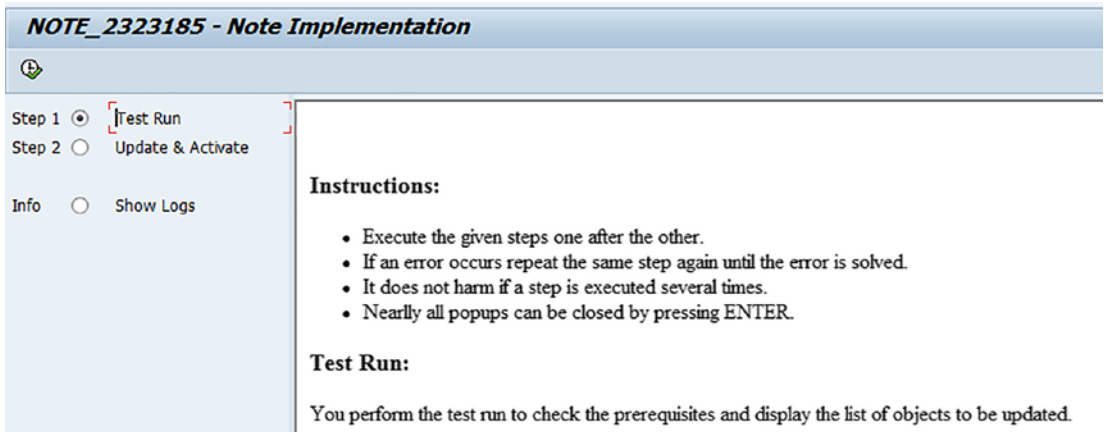 NOTE_2323185 - Note Implementation
Step 1 Test Run
Step 2 Update & Activate
Info Show Logs
Instructions:
• Execute the given steps one after the other.
• If an error occurs repeat the same step again until the error is solved.
• It does not harm if a step is executed several times.
• Nearlly all popups can be closed by pressing ENTER.
Test Run:
You perform the test run to check the prerequisites and display the list of objects to be updated.